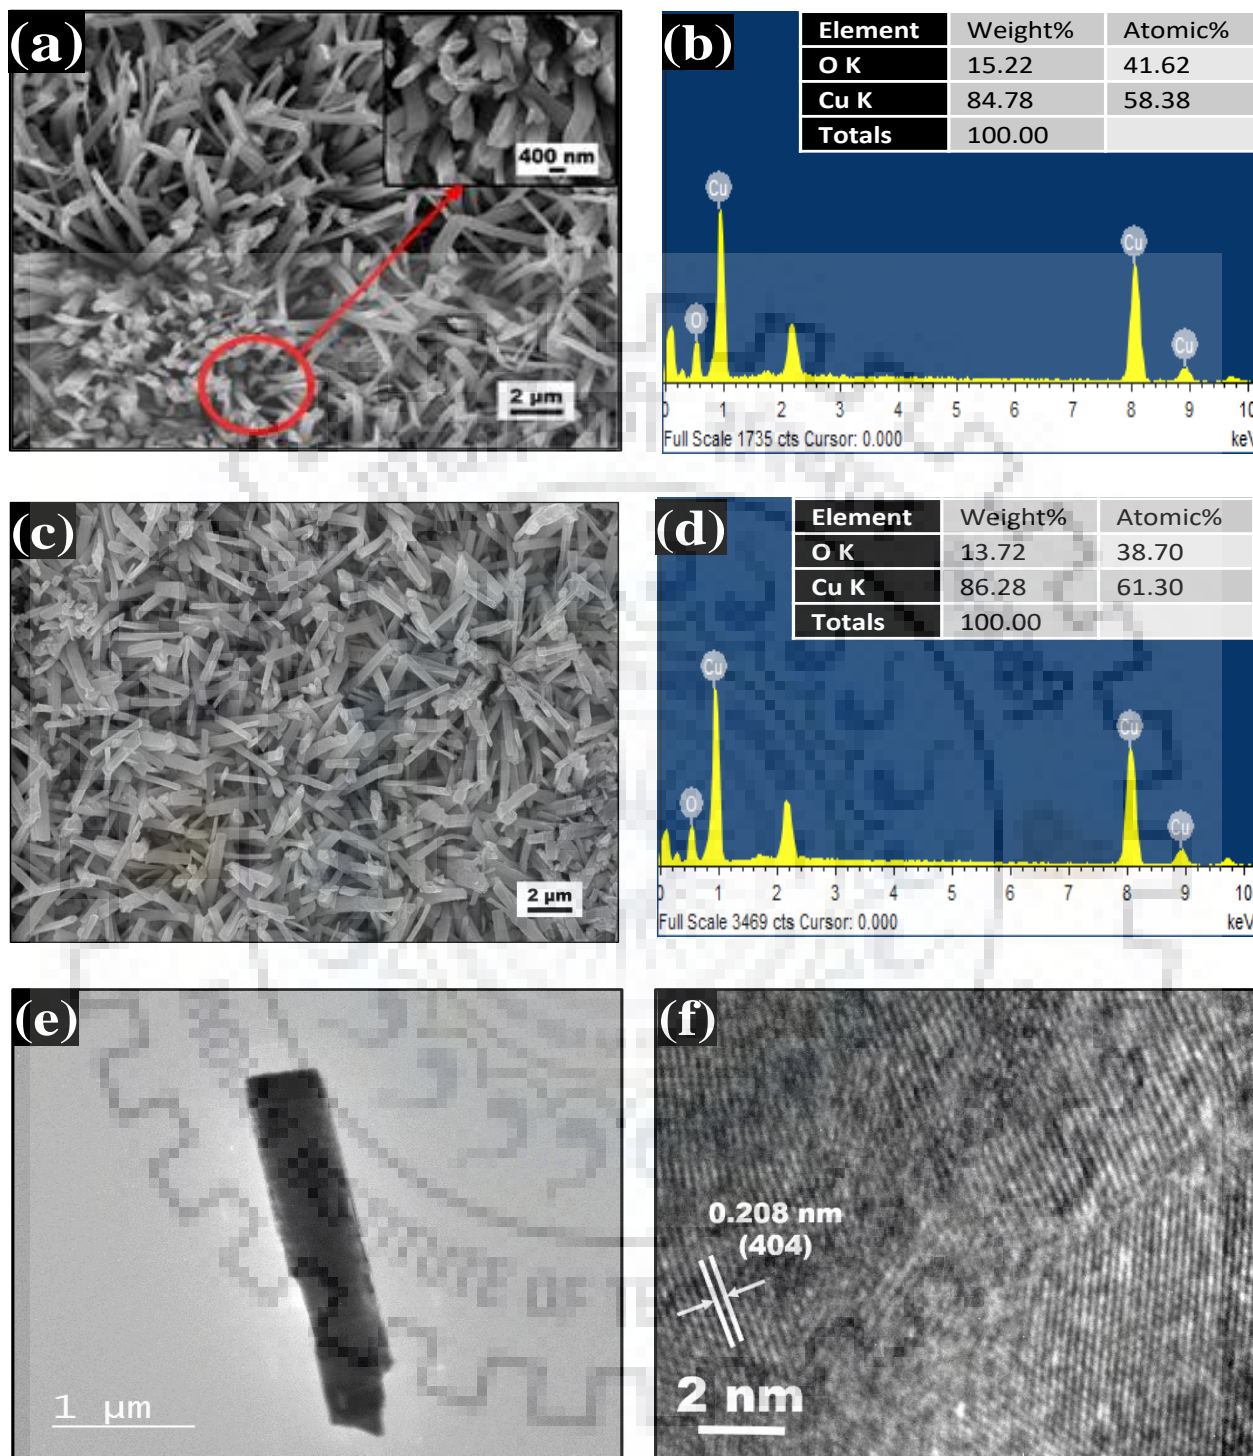 (a)
400 nm
2 µm
(b)
Element Weight% Atomic%
O K 15.22 41.62
Cu K 84.78 58.38
Totals 100.00
Cu
O
Cu
Cu
0 1 2 3 4 5 6 7 8 9 10
Full Scale 1735 cts Cursor: 0.000 keV
(c)
2 µm
(d)
Element Weight% Atomic%
O K 13.72 38.70
Cu K 86.28 61.30
Totals 100.00
Cu
O
Cu
Cu
0 1 2 3 4 5 6 7 8 9 10
Full Scale 3469 cts Cursor: 0.000 keV
(e)
1 µm
(f)
0.208 nm
(404)
2 nm
OF